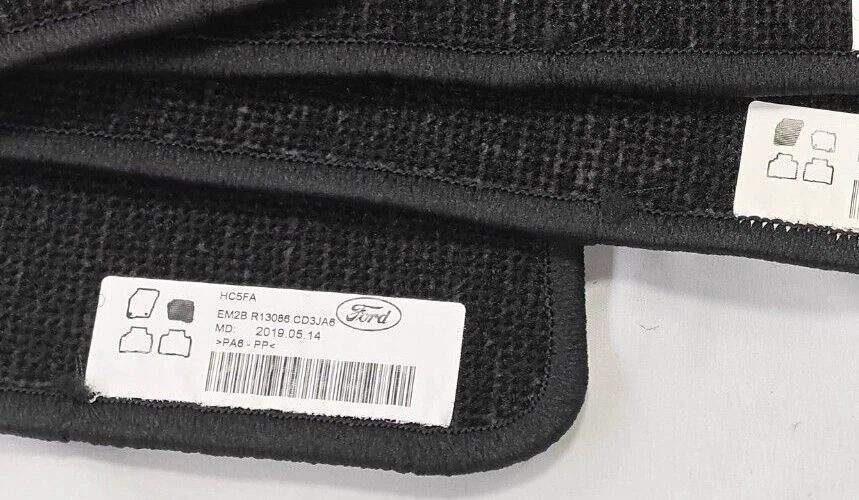 HC5FA
EM2B R13086 CD3JA6
Ford
MD: 2019.05.14
>PA6 - PP<